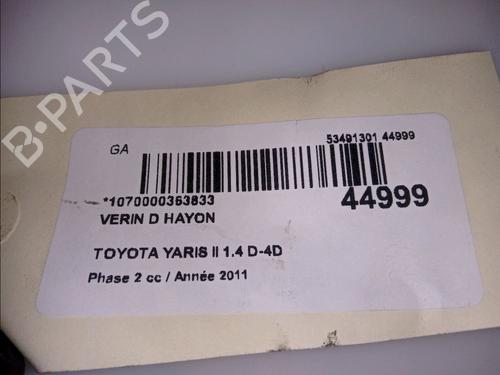 B-PARTS
GA
53491301 44999
*1070000363833
44999
VERIN D HAYON
TOYOTA YARIS II 1.4 D-4D
Phase 2 cc / Année 2011